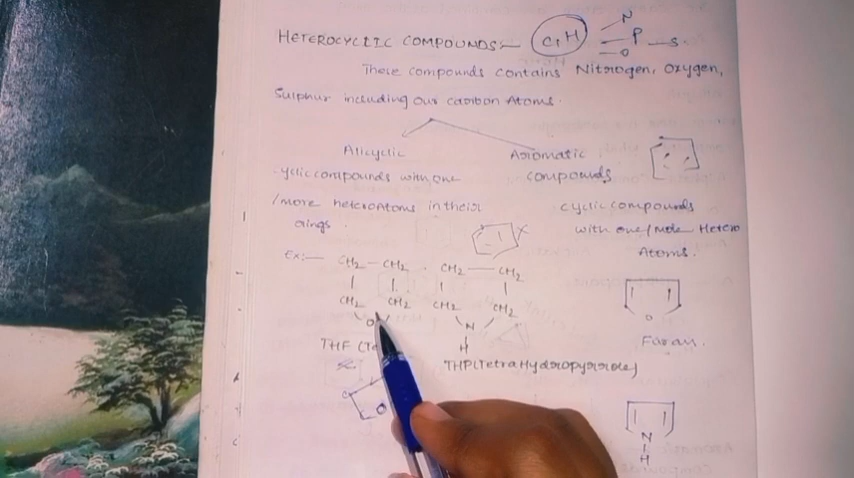 HETEROCYCLIC COMPOUNDS:- C,H N P S O
These compounds contains Nitrogen, Oxygen,
Sulphur including our carbon Atoms.
Alicyclic
Aromatic
cyclic compounds with one
compounds
/more heteroatoms in their
rings.
cyclic compounds
with one/more Hetero
Atoms.
Ex:-
CH2 - CH2
CH2 CH2
O
THF (Te
CH2 - CH2
CH2 CH2
N
H
THP(TetraHydropyrrole)
O
Furan.
O
N
H